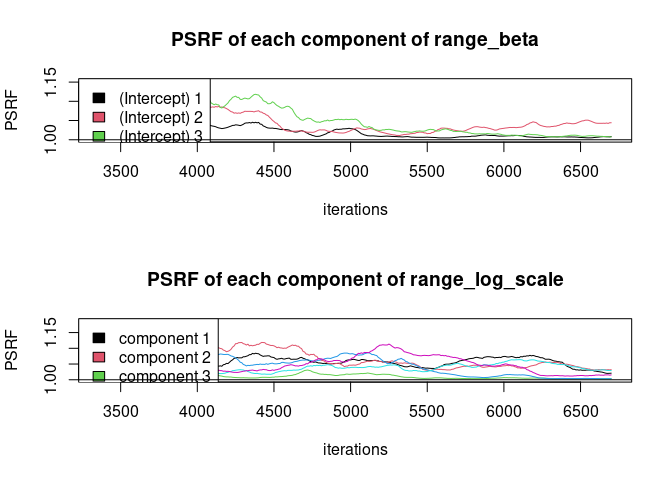 PSRF of each component of range_beta
PSRF
1.00 1.15
(Intercept) 1
(Intercept) 2
(Intercept) 3
3500 4000 4500 5000 5500 6000 6500
iterations
PSRF of each component of range_log_scale
PSRF
1.00 1.15
component 1
component 2
component 3
3500 4000 4500 5000 5500 6000 6500
iterations